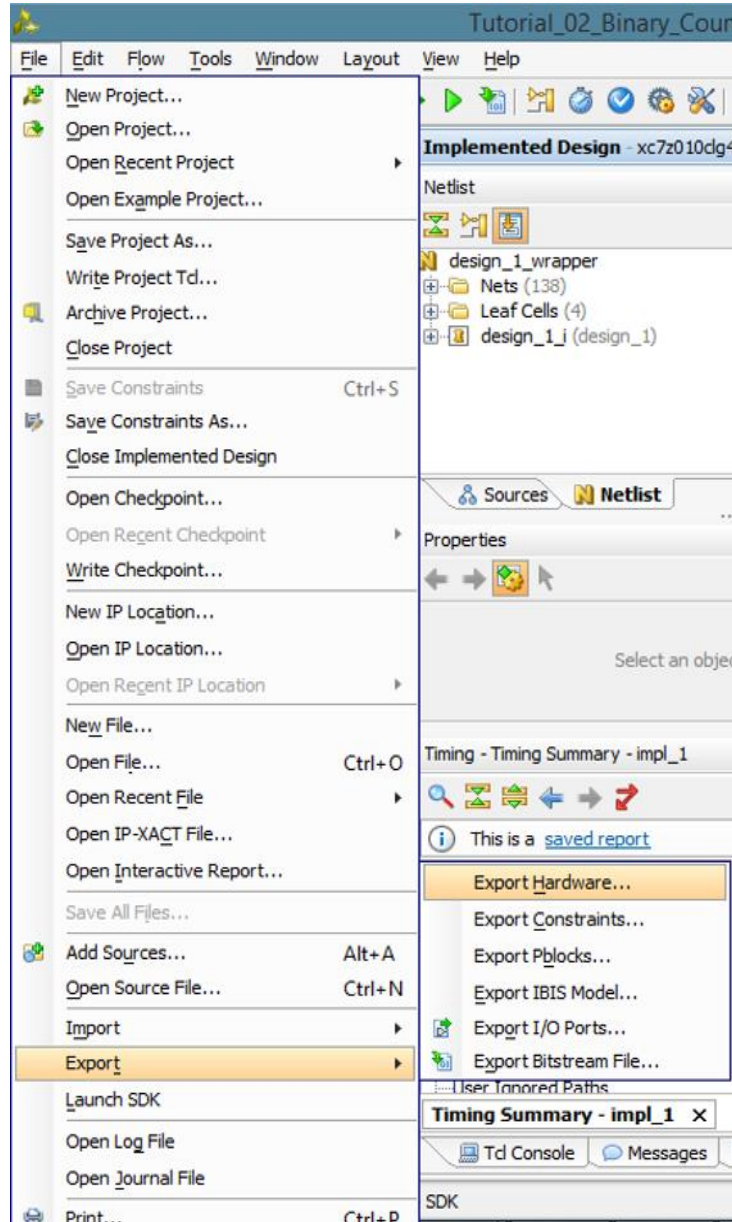 Tutorial_02_Binary_Coun
File Edit Flow Tools Window Layout View Help
New Project...
Open Project...
Open Recent Project
Open Example Project...
Save Project As...
Write Project Tcl...
Archive Project...
Close Project
Save Constraints Ctrl+S
Save Constraints As...
Close Implemented Design
Open Checkpoint...
Open Recent Checkpoint
Write Checkpoint...
New IP Location...
Open IP Location...
Open Recent IP Location
New File...
Open File... Ctrl+O
Open Recent File
Open IP-XACT File...
Open Interactive Report...
Save All Files...
Add Sources... Alt+A
Open Source File... Ctrl+N
Import
Export
Launch SDK
Open Log File
Open Journal File
Print... Ctrl+P
Implemented Design - xc7z010clg4
Netlist
design_1_wrapper
Nets (138)
Leaf Cells (4)
design_1_i (design_1)
Sources Netlist
Properties
Select an objec
Timing - Timing Summary - impl_1
This is a saved report
Export Hardware...
Export Constraints...
Export Pblocks...
Export IBIS Model...
Export I/O Ports...
Export Bitstream File...
User Ignored Paths
Timing Summary - impl_1
Tcl Console Messages
SDK